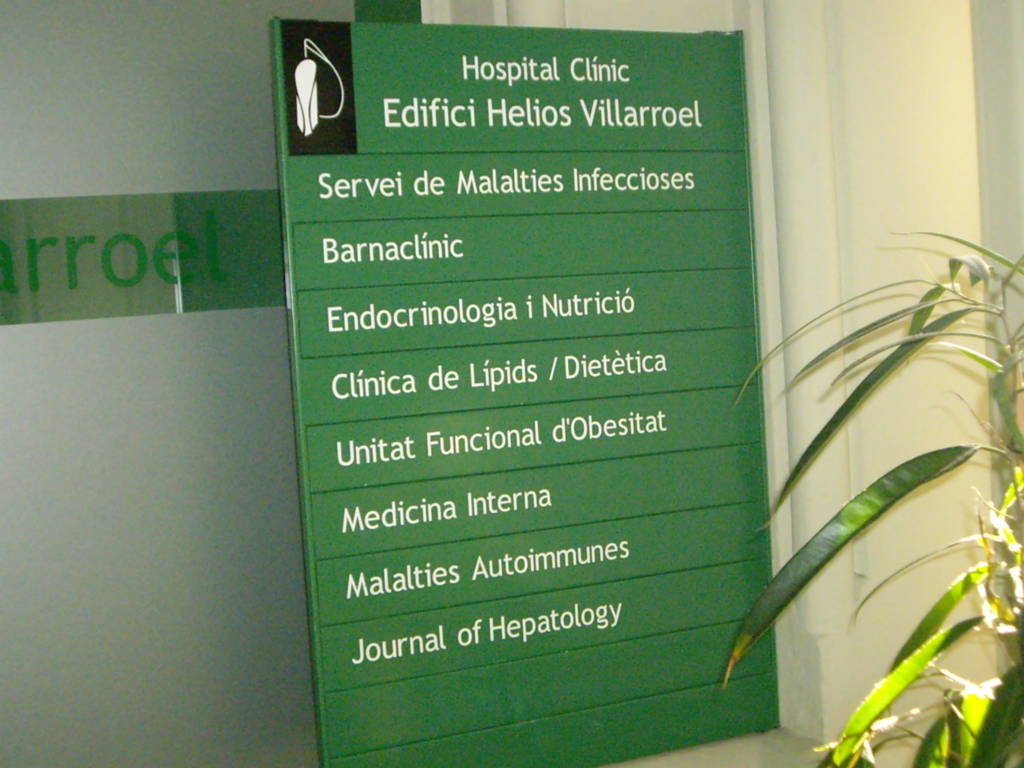 Hospital Clínic
Edifici Helios Villarroel
Servei de Malalties Infeccioses
Barnaclínic
Endocrinologia i Nutrició
Clínica de Lípids / Dietètica
Unitat Funcional d'Obesitat
Medicina Interna
Malalties Autoimmunes
Journal of Hepatology
arroel